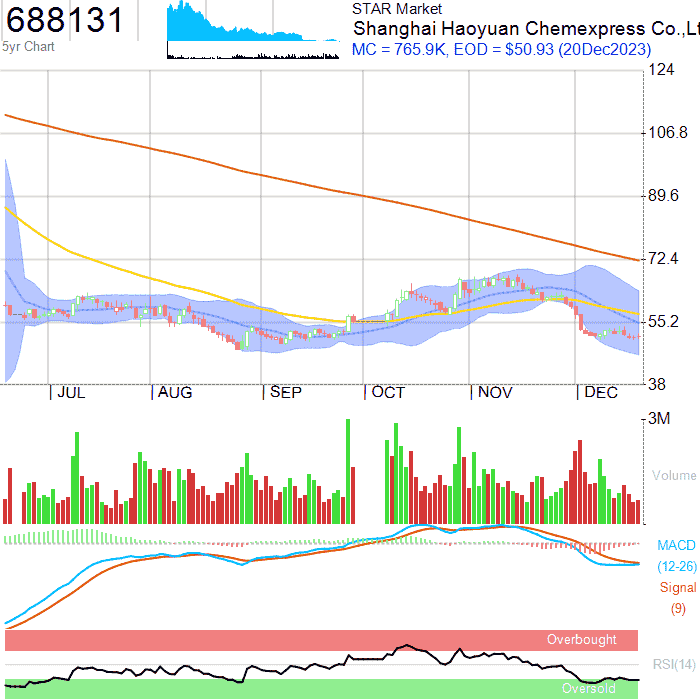 688131
5yr Chart
STAR Market
Shanghai Haoyuan Chemexpress Co.,Lt
MC = 765.9K, EOD = $50.93 (20Dec2023)
124
106.8
89.6
72.4
55.2
38
JUL AUG SEP OCT NOV DEC
3M
Volume
MACD
(12-26)
Signal
(9)
Overbought
RSI(14)
Oversold